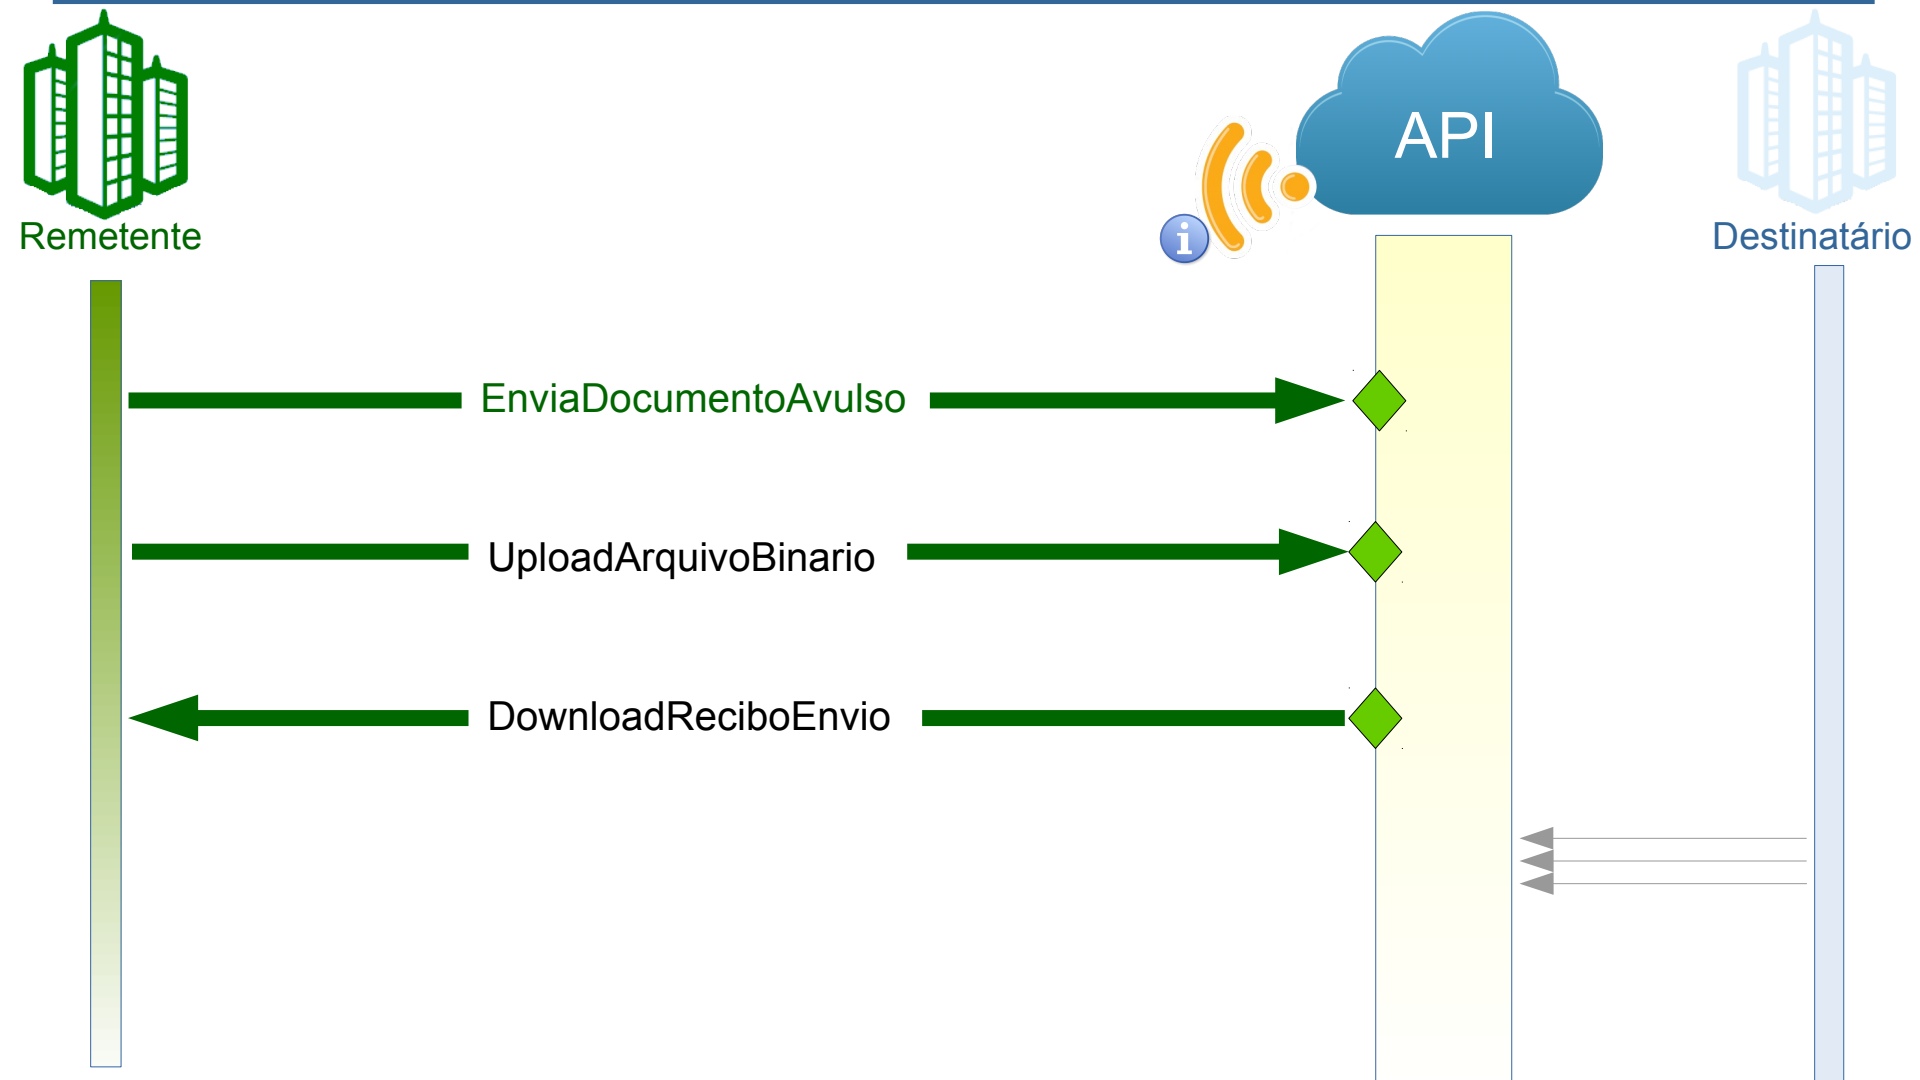 API
Remetente
Destinatário
EnviaDocumentoAvulso
UploadArquivoBinario
DownloadReciboEnvio